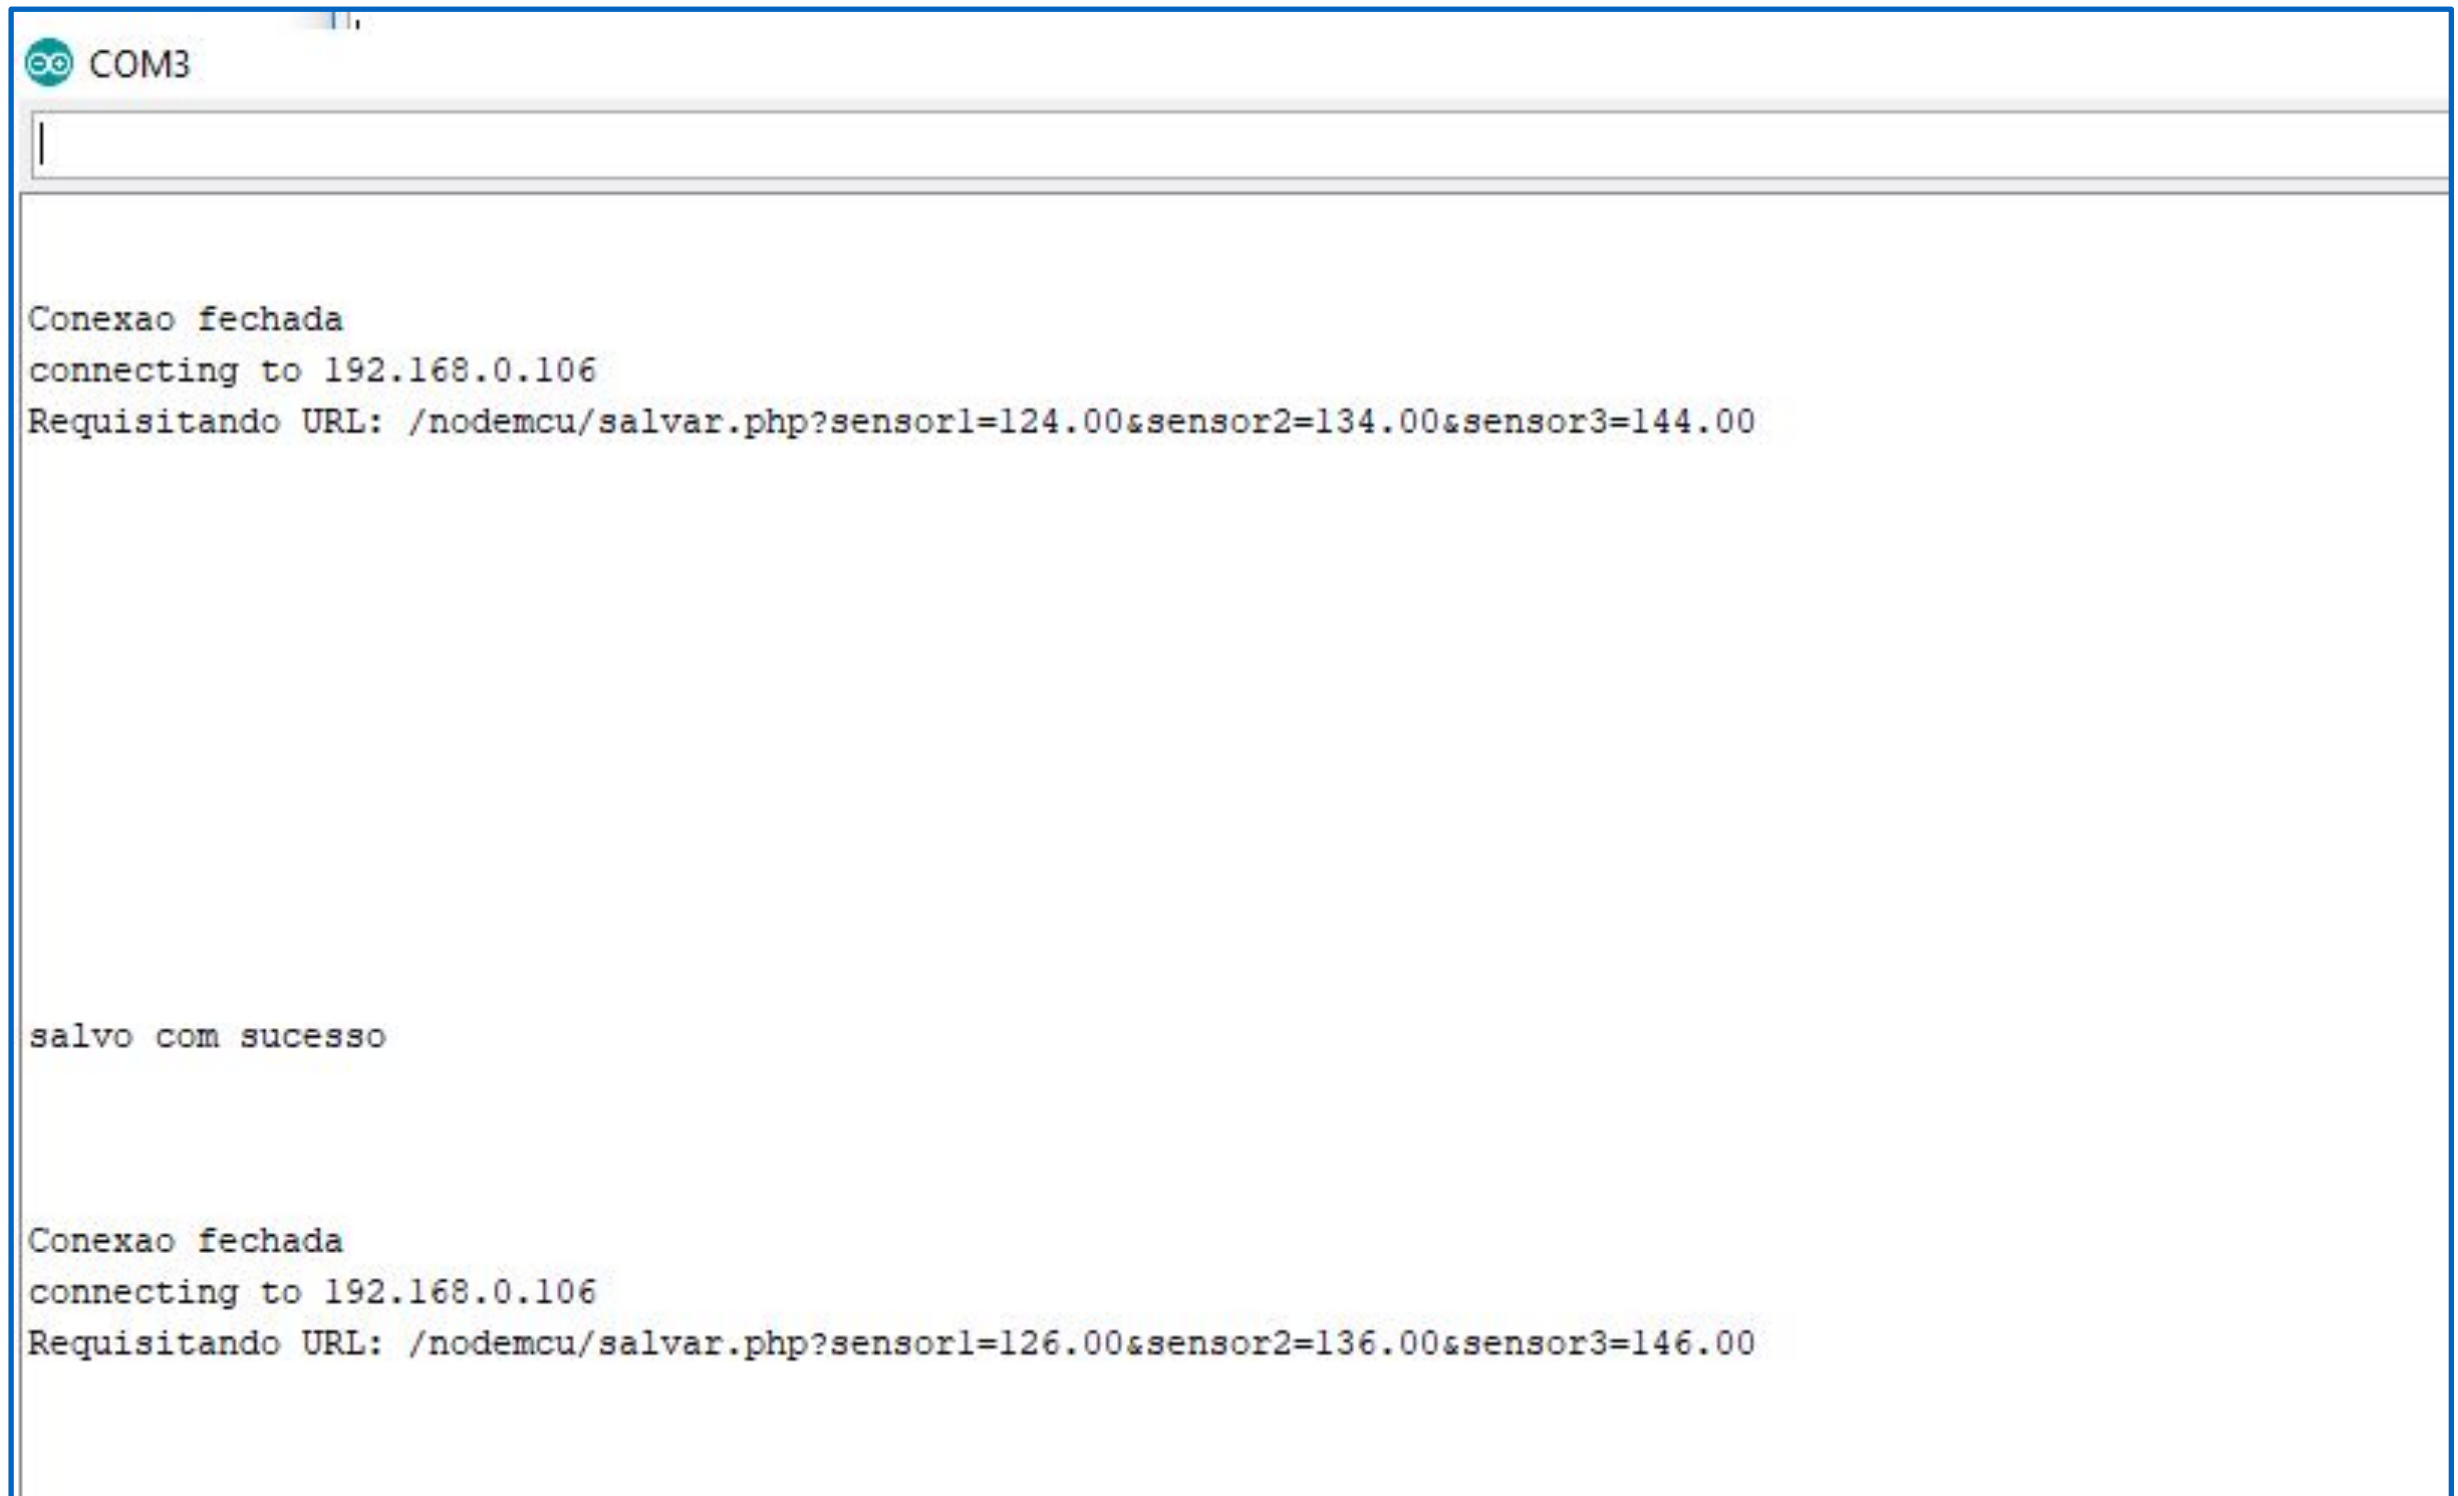 COM3
Conexao fechada
connecting to 192.168.0.106
Requisitando URL: /nodemcu/salvar.php?sensor1=124.00&sensor2=134.00&sensor3=144.00
salvo com sucesso
Conexao fechada
connecting to 192.168.0.106
Requisitando URL: /nodemcu/salvar.php?sensor1=126.00&sensor2=136.00&sensor3=146.00